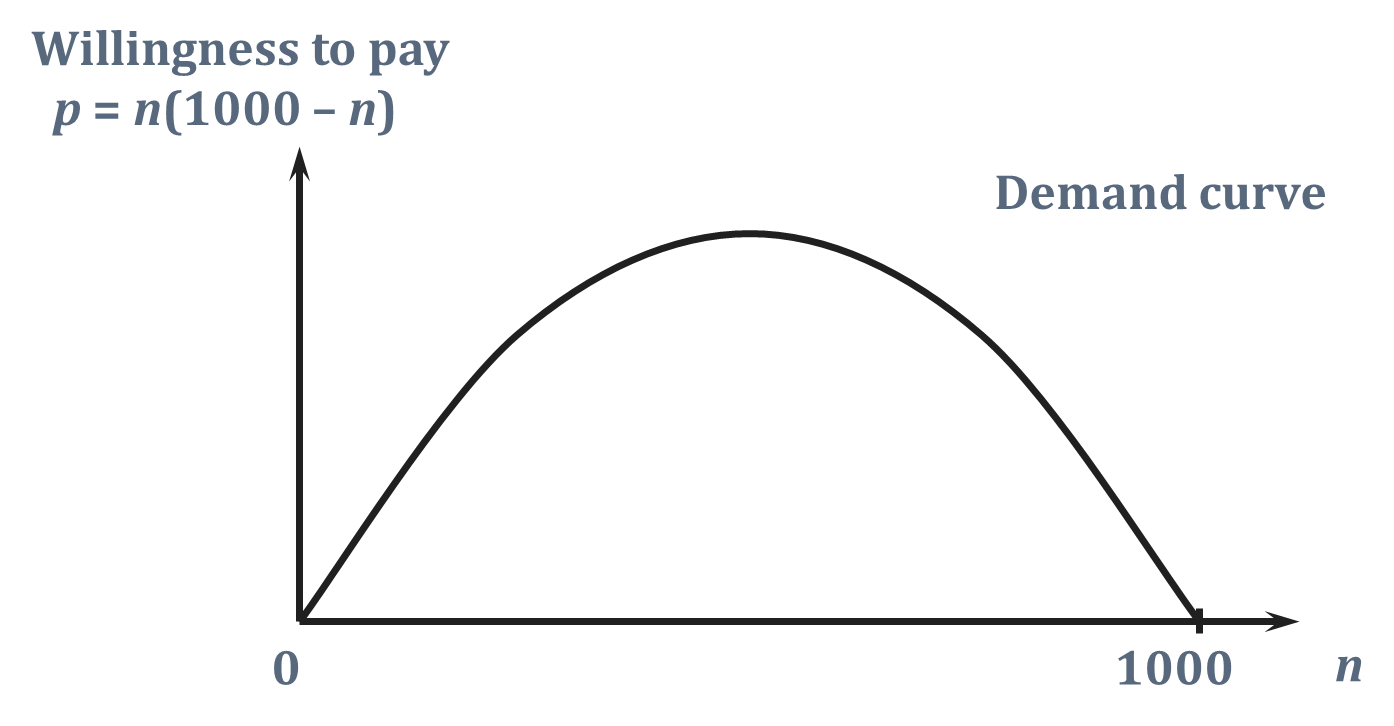 Willingness to pay
p = n(1000 – n)
Demand curve
0
1000
n